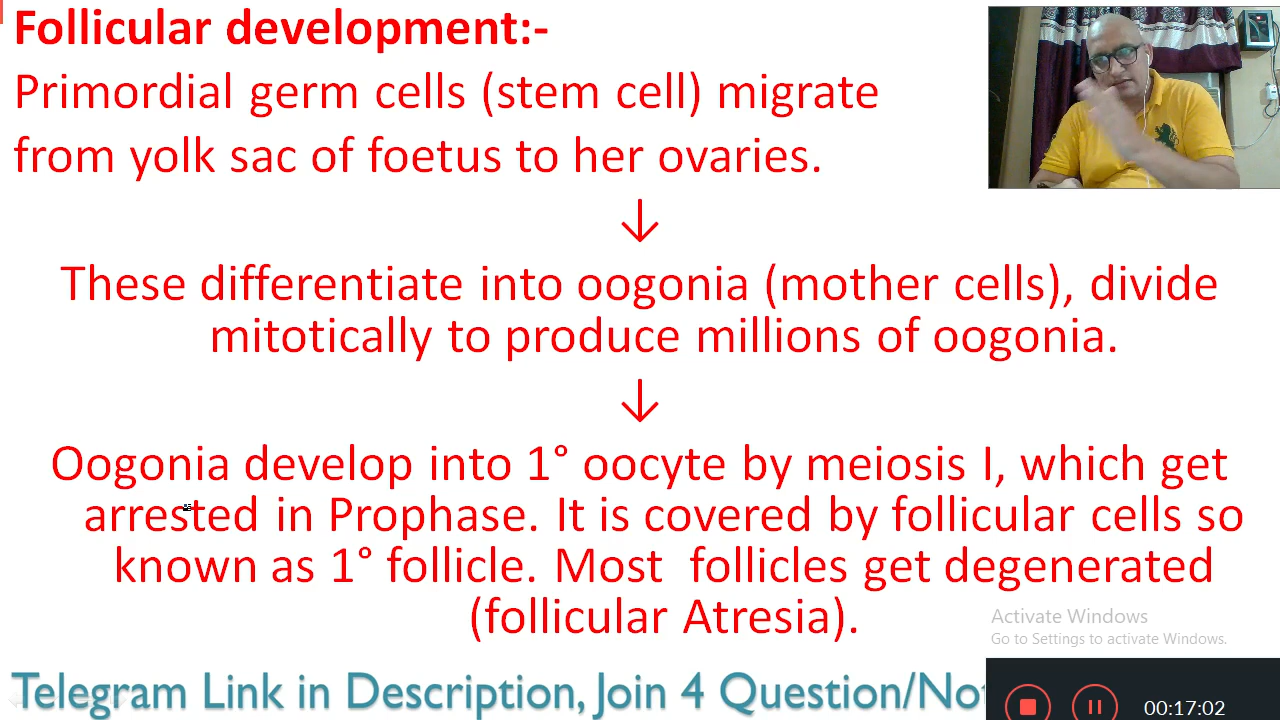 Follicular development:-
Primordial germ cells (stem cell) migrate
from yolk sac of foetus to her ovaries.
↓
These differentiate into oogonia (mother cells), divide
mitotically to produce millions of oogonia.
↓
Oogonia develop into 1° oocyte by meiosis I, which get
arrested in Prophase. It is covered by follicular cells so
known as 1° follicle. Most follicles get degenerated
(follicular Atresia).
Activate Windows
Go to Settings to activate Windows.
Telegram Link in Description, Join 4 Question/No
00:17:02